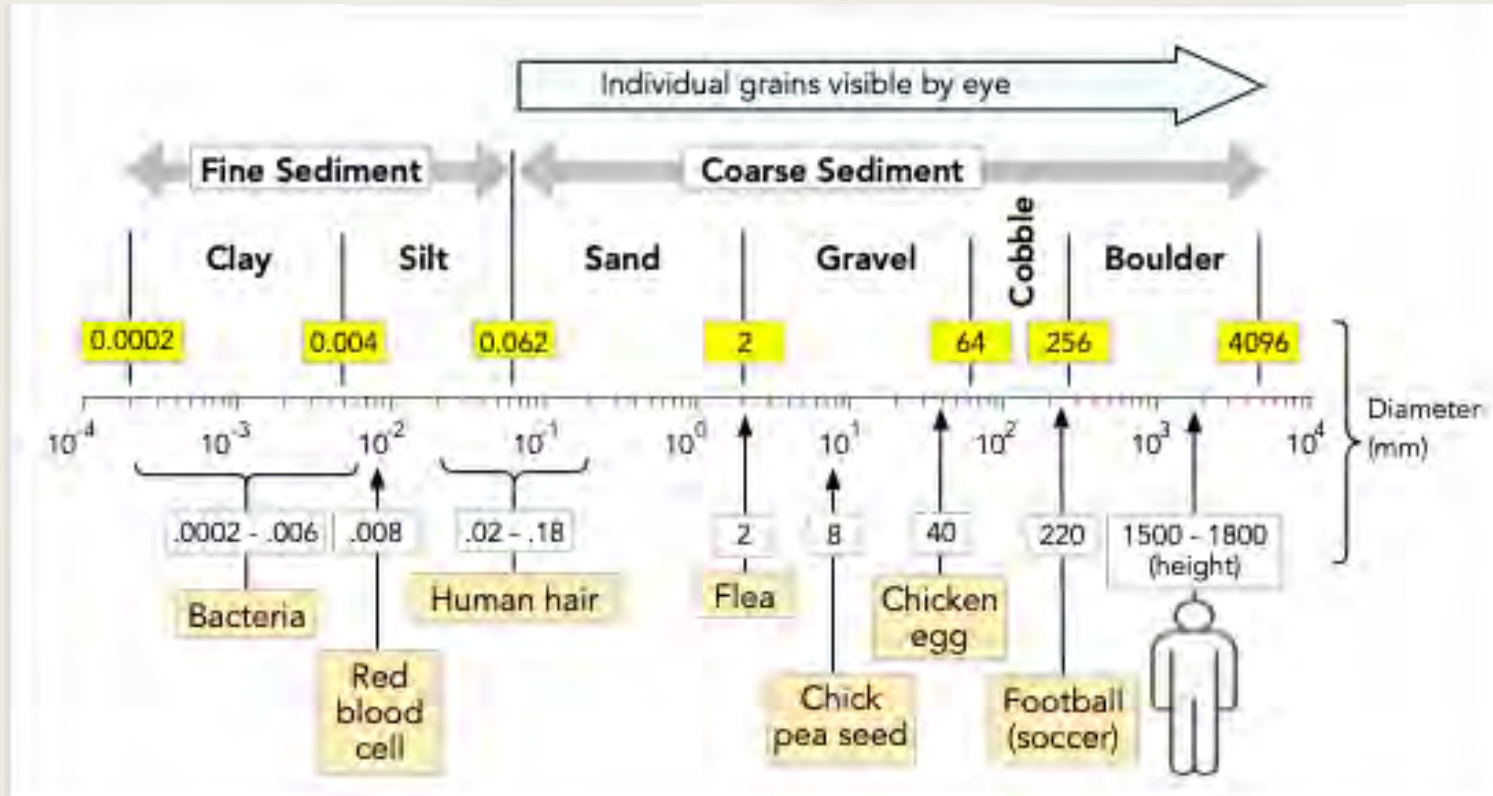 Individual grains visible by eye
Fine Sediment
Coarse Sediment
Clay
Silt
Sand
Gravel
Cobble
Boulder
0.0002
0.004
0.062
2
64
256
4096
10-4
10-3
10-2
10-1
100
101
102
103
104
Diameter
(mm)
.0002 - .006
.008
.02 - .18
2
8
40
220
1500 - 1800
(height)
Bacteria
Red
blood
cell
Human hair
Flea
Chick
pea seed
Chicken
egg
Football
(soccer)